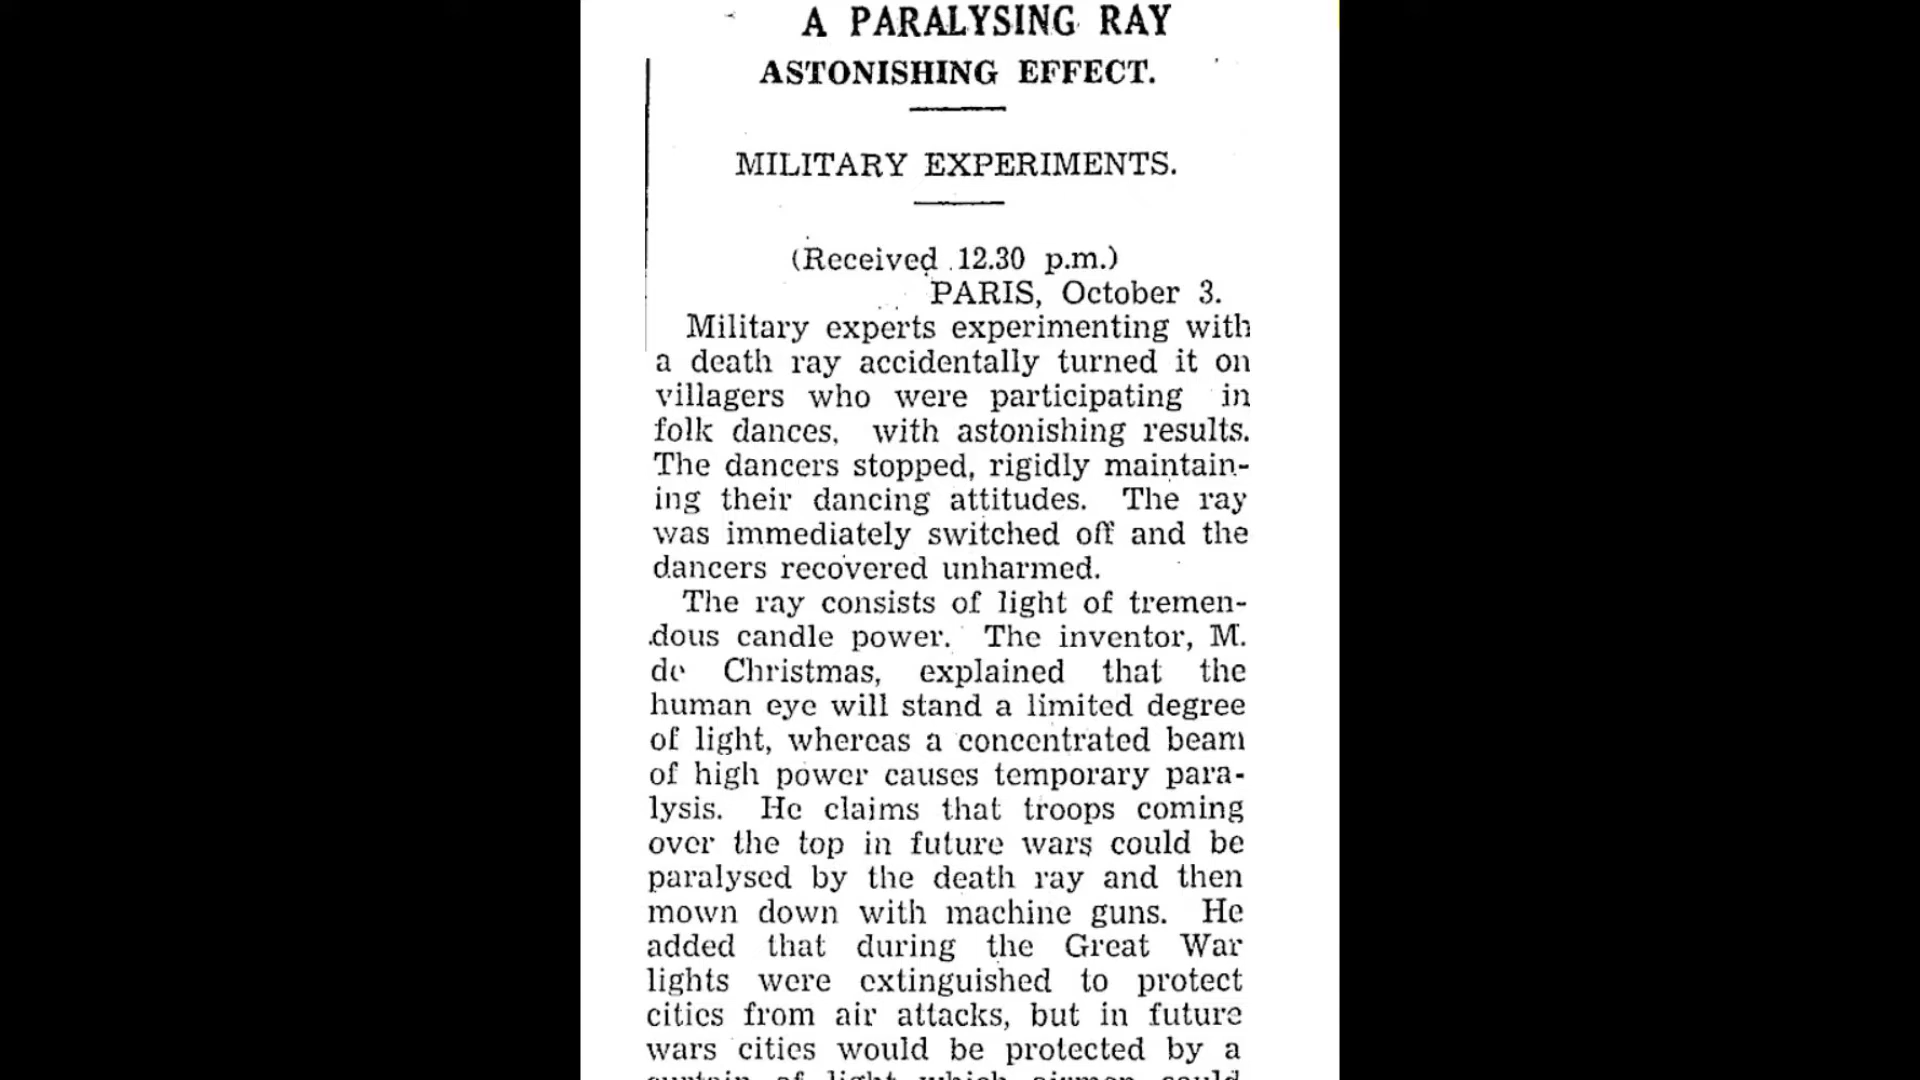 A PARALYSING RAY
ASTONISHING EFFECT.
MILITARY EXPERIMENTS.
(Received 12.30 p.m.)
PARIS, October 3.
Military experts experimenting with
a death ray accidentally turned it on
villagers who were participating in
folk dances, with astonishing results.
The dancers stopped, rigidly maintain-
ing their dancing attitudes. The ray
was immediately switched off and the
dancers recovered unharmed.
The ray consists of light of tremen-
dous candle power. The inventor, M.
de Christmas, explained that the
human eye will stand a limited degree
of light, whereas a concentrated beam
of high power causes temporary para-
lysis. He claims that troops coming
over the top in future wars could be
paralysed by the death ray and then
mown down with machine guns. He
added that during the Great War
lights were extinguished to protect
cities from air attacks, but in future
wars cities would be protected by a
curtain of light which airmen could